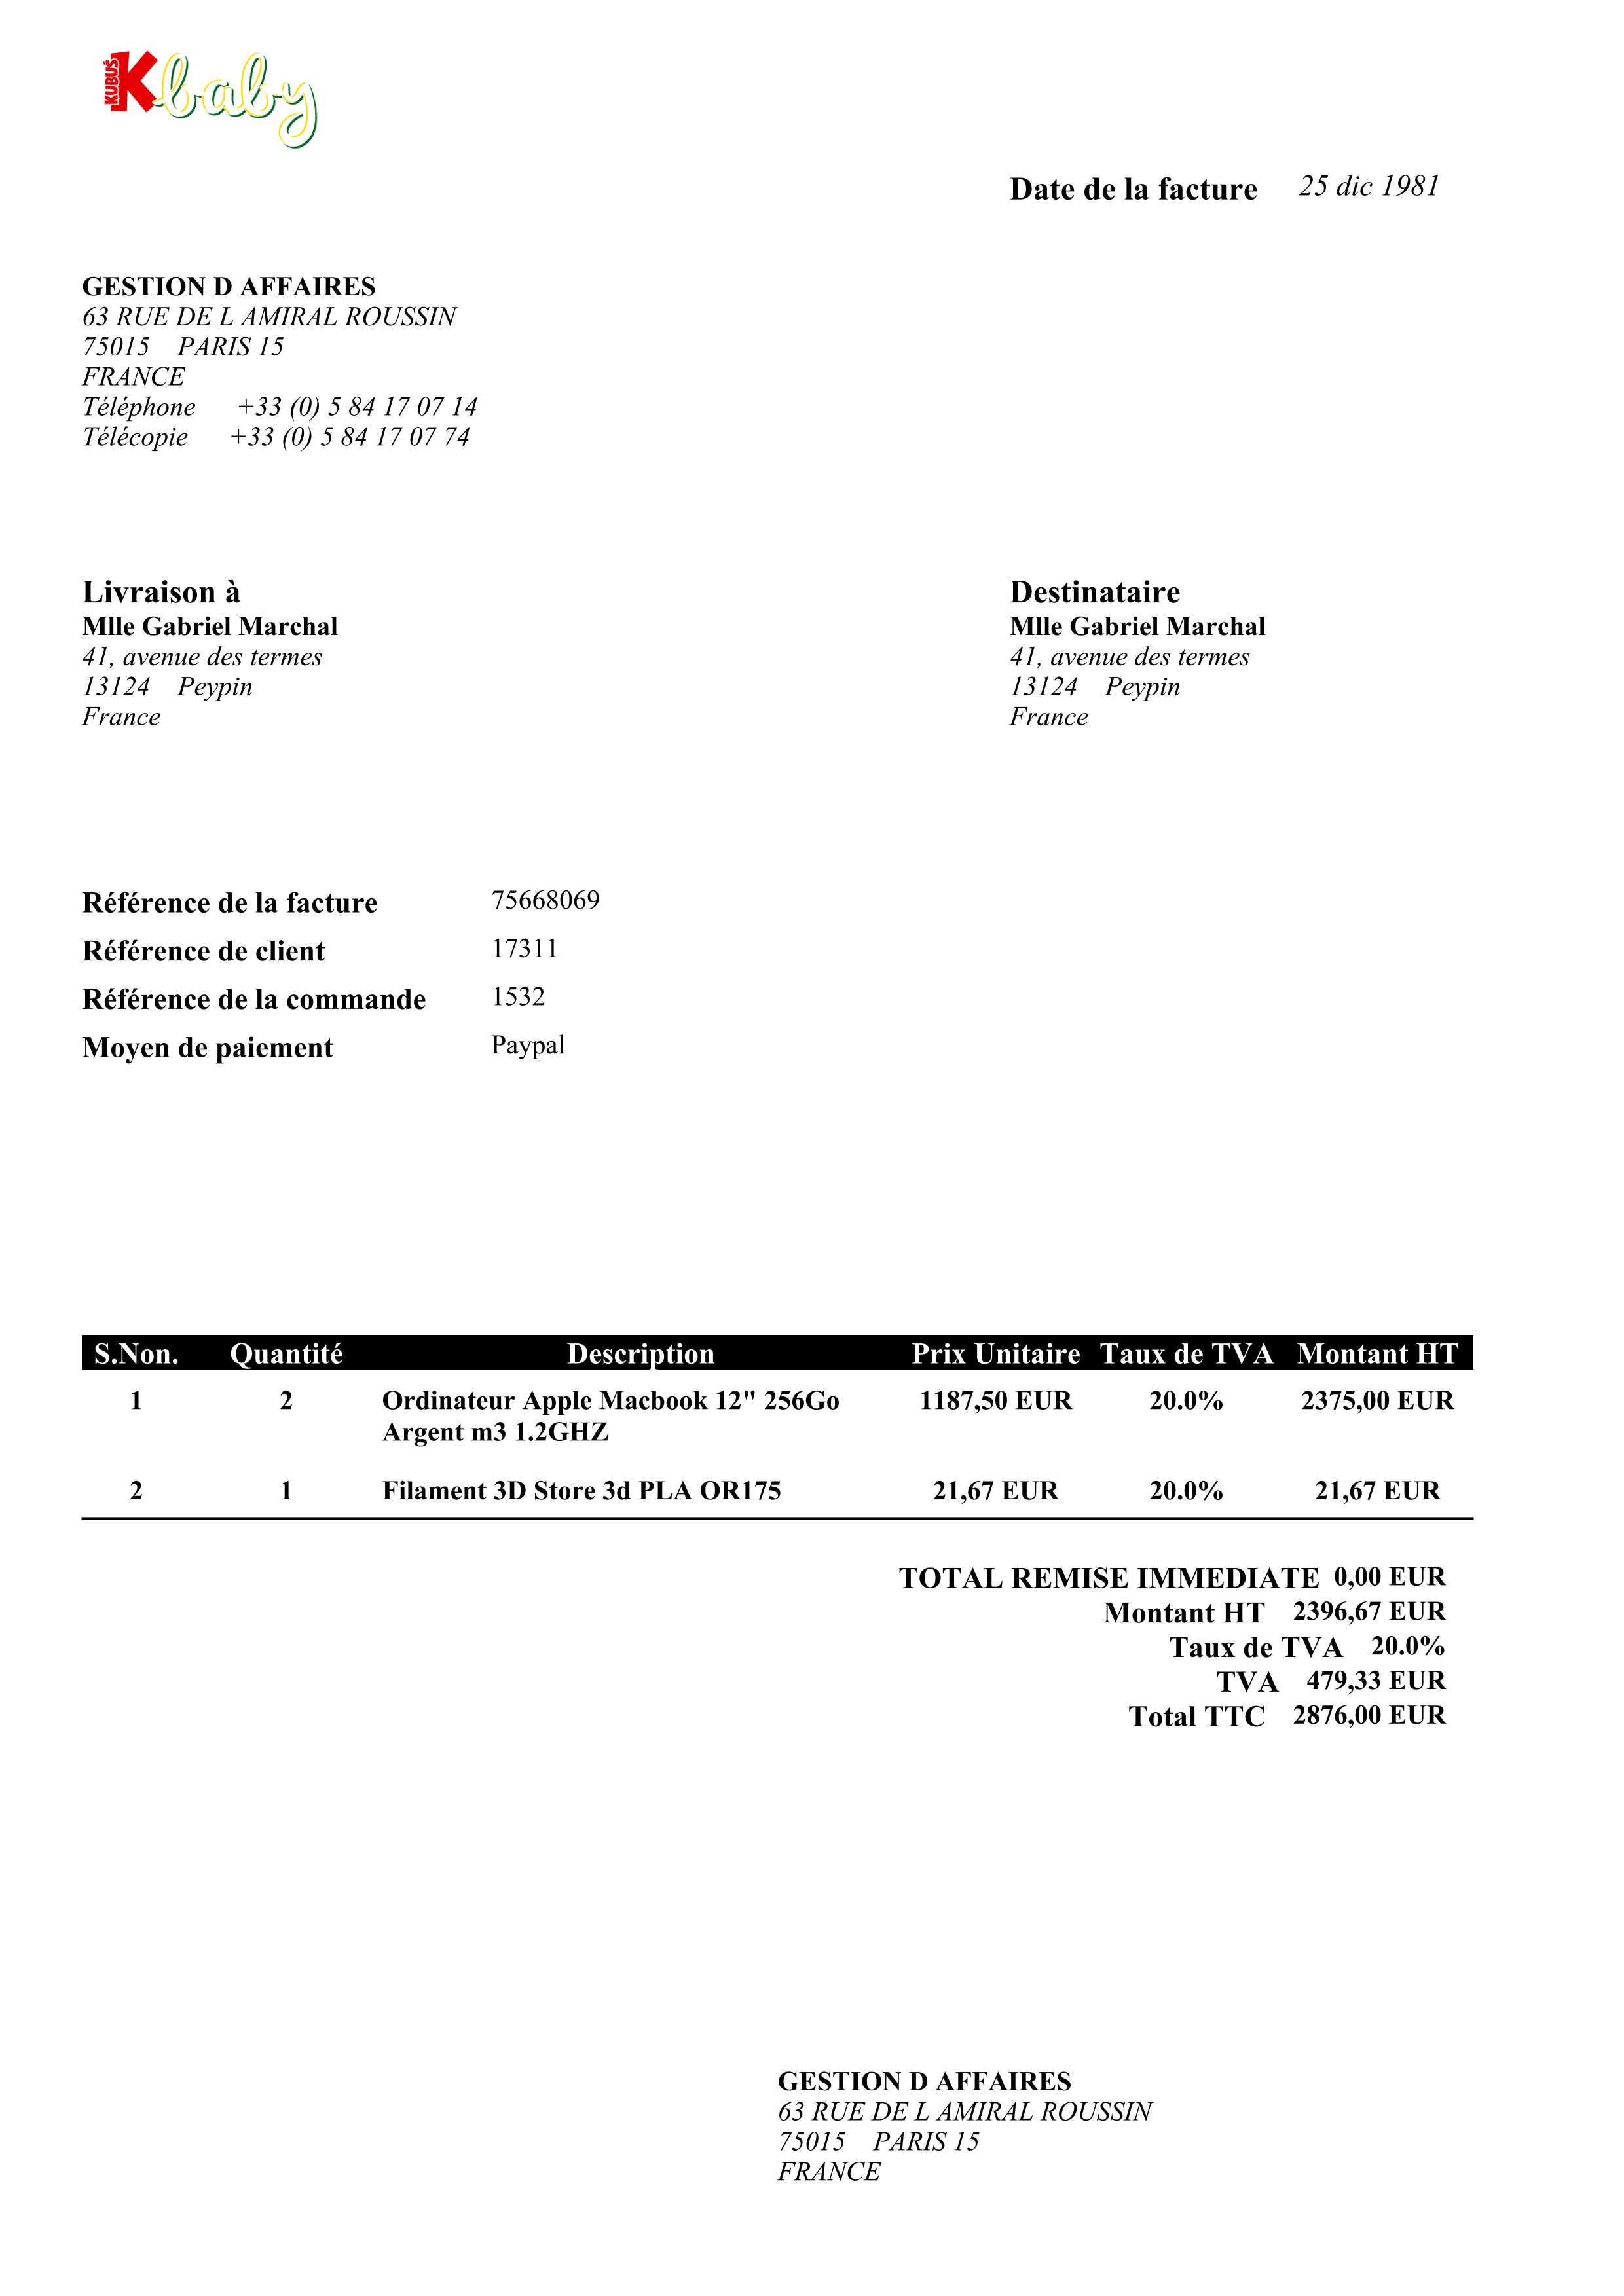 KUBUŚ K baby
Date de la facture 25 dic 1981
GESTION D AFFAIRES
63 RUE DE L AMIRAL ROUSSIN
75015 PARIS 15
FRANCE
Téléphone +33 (0) 5 84 17 07 14
Télécopie +33 (0) 5 84 17 07 74
Livraison à
Mlle Gabriel Marchal
41, avenue des termes
13124 Peypin
France
Destinataire
Mlle Gabriel Marchal
41, avenue des termes
13124 Peypin
France
Référence de la facture 75668069
Référence de client 17311
Référence de la commande 1532
Moyen de paiement Paypal
S.Non. Quantité Description Prix Unitaire Taux de TVA Montant HT
1 2 Ordinateur Apple Macbook 12" 256Go 1187,50 EUR 20.0% 2375,00 EUR
Argent m3 1.2GHZ
2 1 Filament 3D Store 3d PLA OR175 21,67 EUR 20.0% 21,67 EUR
TOTAL REMISE IMMEDIATE 0,00 EUR
Montant HT 2396,67 EUR
Taux de TVA 20.0%
TVA 479,33 EUR
Total TTC 2876,00 EUR
GESTION D AFFAIRES
63 RUE DE L AMIRAL ROUSSIN
75015 PARIS 15
FRANCE